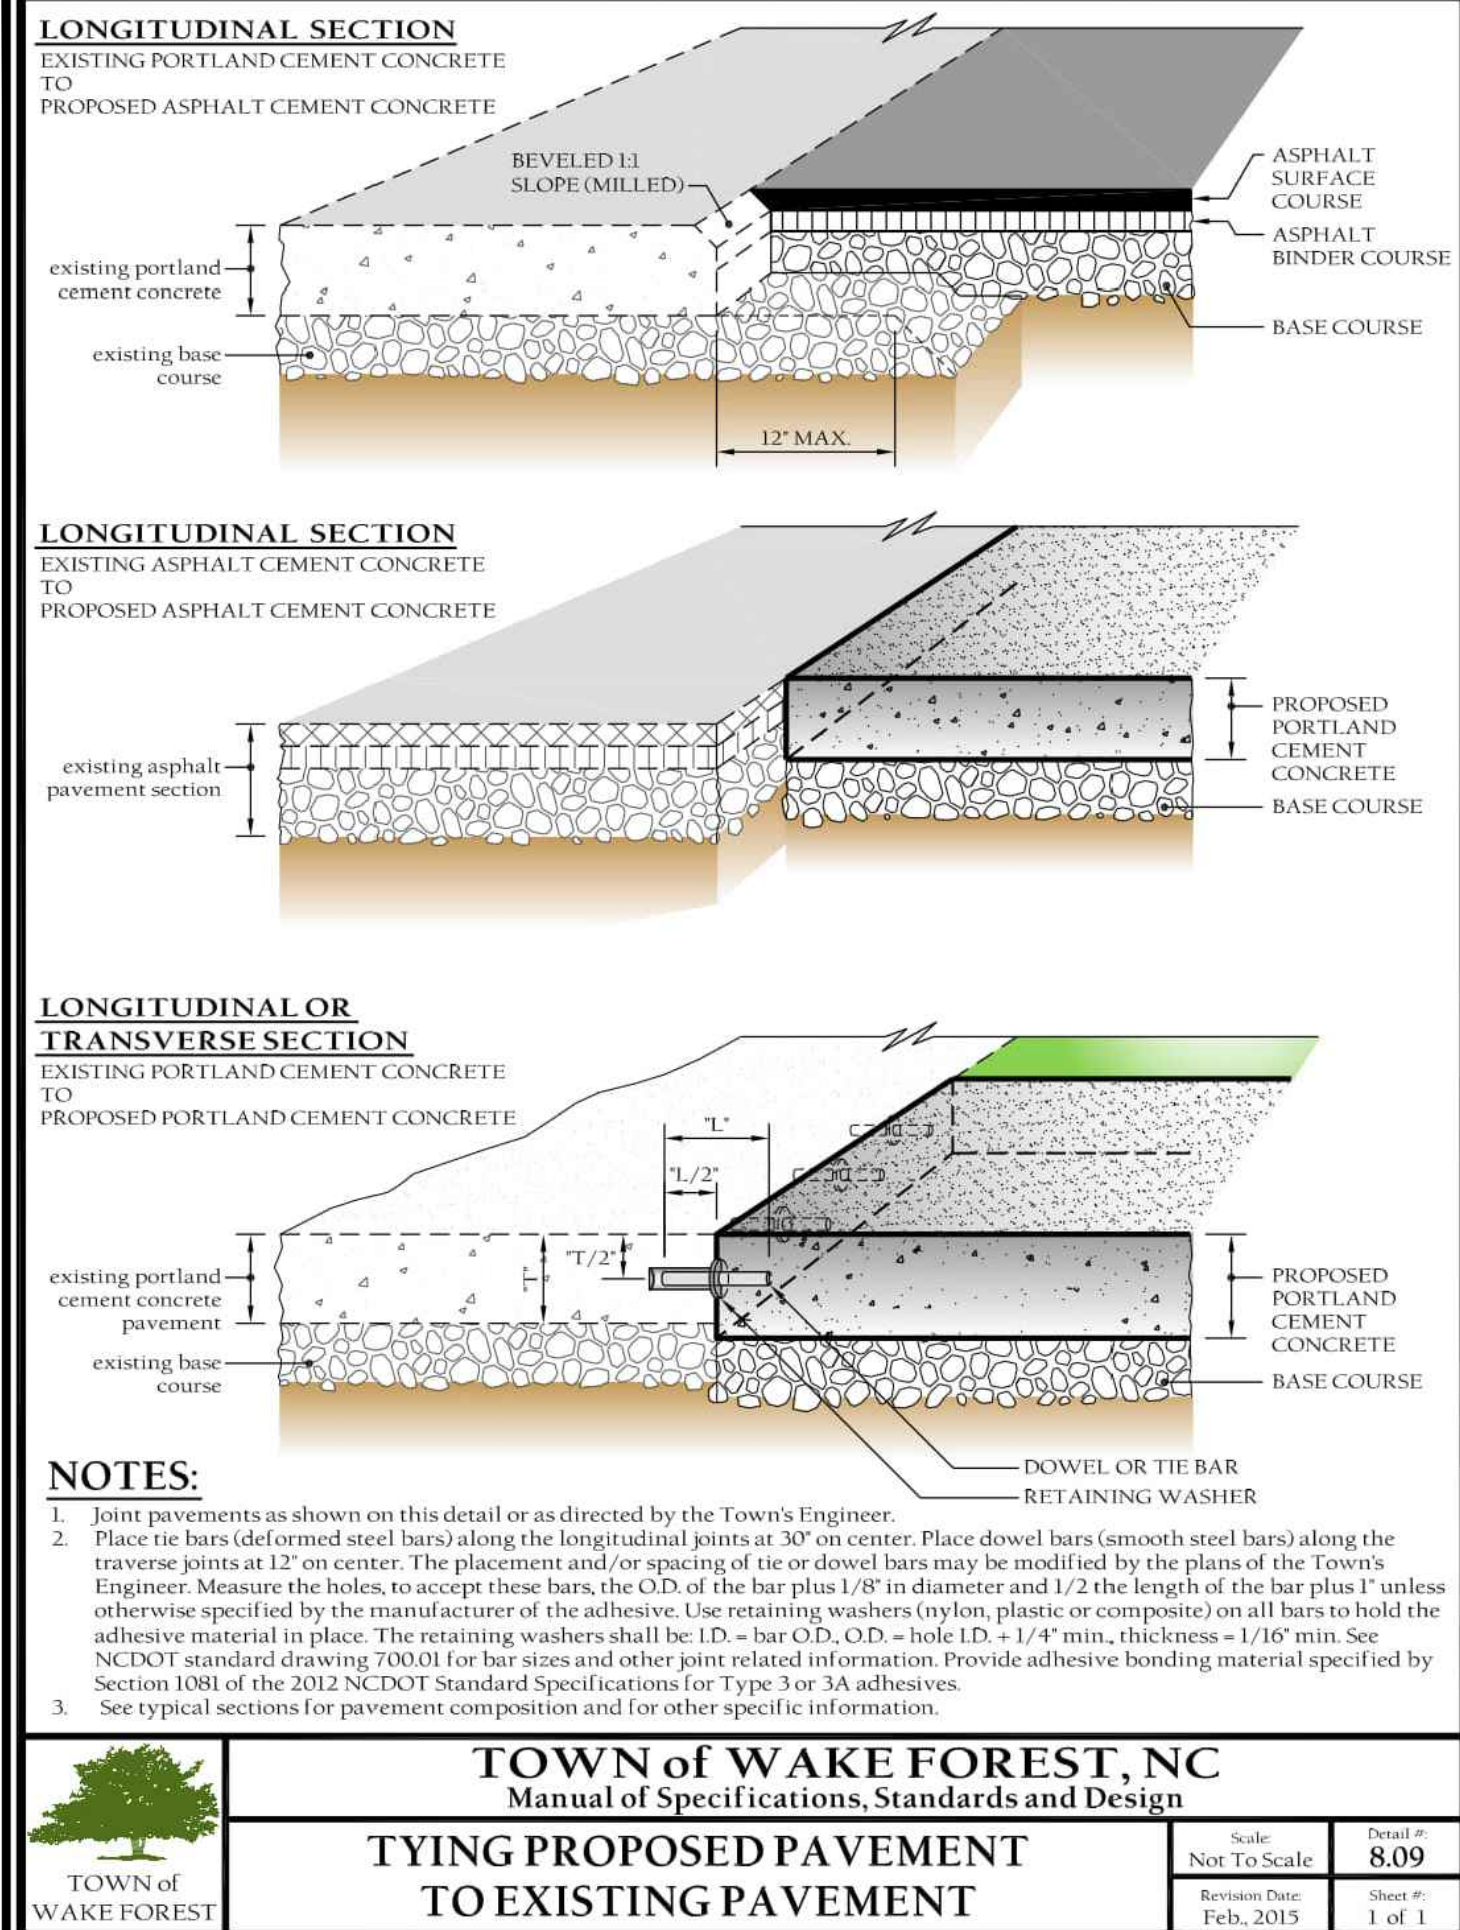 LONGITUDINAL SECTION
EXISTING PORTLAND CEMENT CONCRETE
TO
PROPOSED ASPHALT CEMENT CONCRETE
BEVELED 1:1
SLOPE (MILLED)
ASPHALT
SURFACE
COURSE
ASPHALT
BINDER COURSE
BASE COURSE
existing portland
cement concrete
existing base
course
12" MAX.
LONGITUDINAL SECTION
EXISTING ASPHALT CEMENT CONCRETE
TO
PROPOSED ASPHALT CEMENT CONCRETE
existing asphalt
pavement section
PROPOSED
PORTLAND
CEMENT
CONCRETE
BASE COURSE
LONGITUDINAL OR
TRANSVERSE SECTION
EXISTING PORTLAND CEMENT CONCRETE
TO
PROPOSED PORTLAND CEMENT CONCRETE
"L"
"L/2"
"T/2"
"T"
existing portland
cement concrete
pavement
existing base
course
PROPOSED
PORTLAND
CEMENT
CONCRETE
BASE COURSE
DOWEL OR TIE BAR
RETAINING WASHER
NOTES:
1. Joint pavements as shown on this detail or as directed by the Town's Engineer.
2. Place tie bars (deformed steel bars) along the longitudinal joints at 30" on center. Place dowel bars (smooth steel bars) along the
traverse joints at 12" on center. The placement and/or spacing of tie or dowel bars may be modified by the plans of the Town's
Engineer. Measure the holes, to accept these bars, the O.D. of the bar plus 1/8" in diameter and 1/2 the length of the bar plus 1" unless
otherwise specified by the manufacturer of the adhesive. Use retaining washers (nylon, plastic or composite) on all bars to hold the
adhesive material in place. The retaining washers shall be: I.D. = bar O.D., O.D. = hole I.D. + 1/4" min., thickness = 1/16" min. See
NCDOT standard drawing 700.01 for bar sizes and other joint related information. Provide adhesive bonding material specified by
Section 1081 of the 2012 NCDOT Standard Specifications for Type 3 or 3A adhesives.
3. See typical sections for pavement composition and for other specific information.
TOWN of
WAKE FOREST
TOWN of WAKE FOREST, NC
Manual of Specifications, Standards and Design
TYING PROPOSED PAVEMENT
TO EXISTING PAVEMENT
Scale:
Not To Scale
Detail #:
8.09
Revision Date:
Feb., 2015
Sheet #:
1 of 1